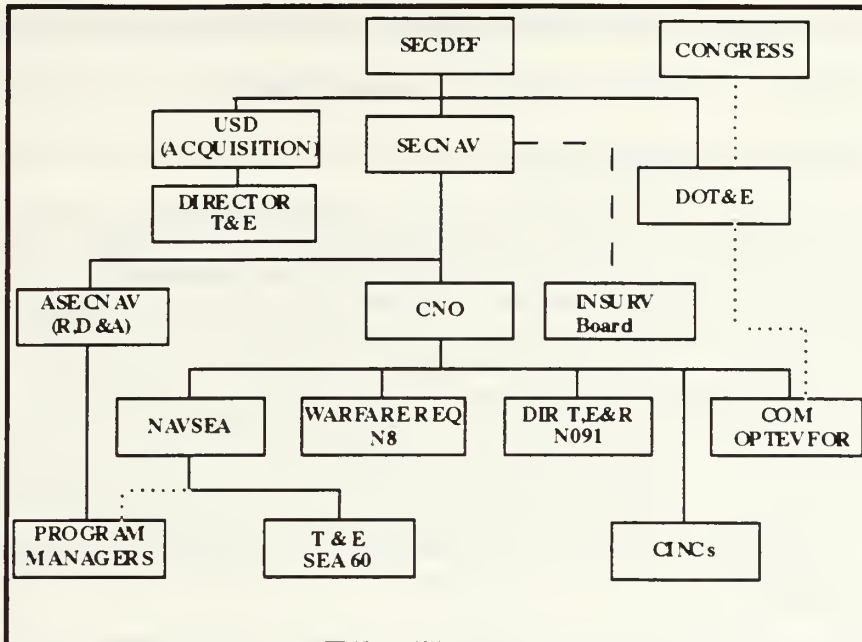 SECDEF
CONGRESS
USD
(ACQUISITION)
SECNAV
DIRECTOR
T&E
DOT&E
ASECNAV
(R,D&A)
CNO
INSURV
Board
NAVSEA
WARFARE REQ
N8
DIR T,E&R
N091
COM
OPTEVFOR
PROGRAM
MANAGERS
T & E
SEA 60
CINCs